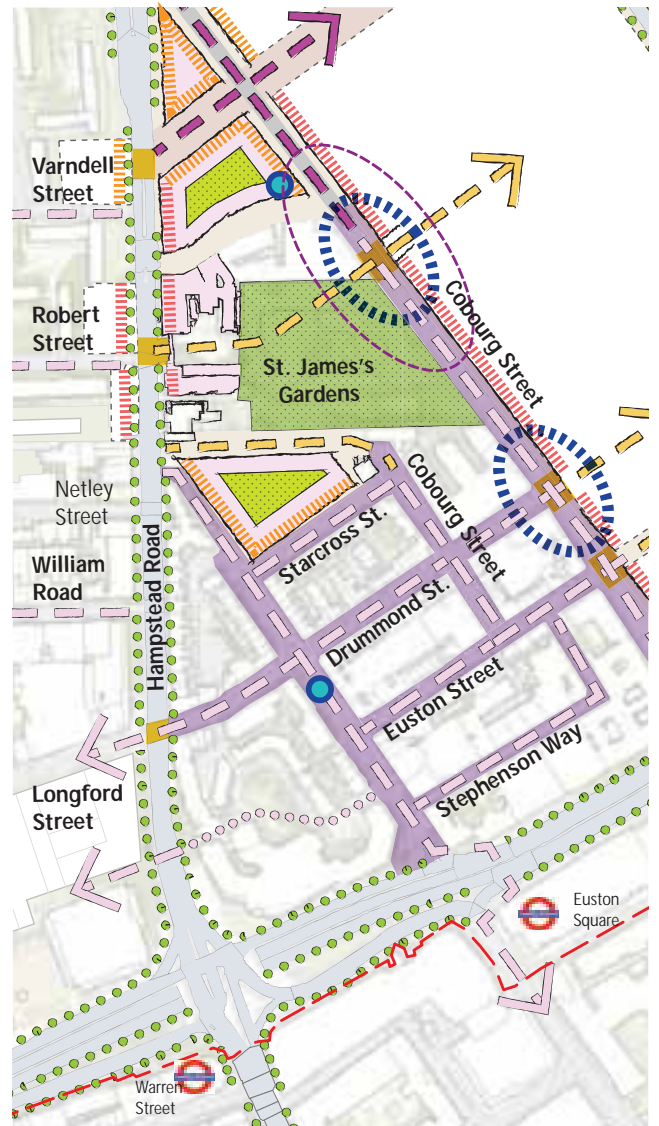 Varndell
Street
Cobourg Street
Robert
Street
St. James's
Gardens
Netley
Street
Cobourg Street
Starcross St.
William
Road
Hampstead Road
Drummond St.
Euston Street
Longford
Street
Stephenson Way
Euston
Square
Warren
Street